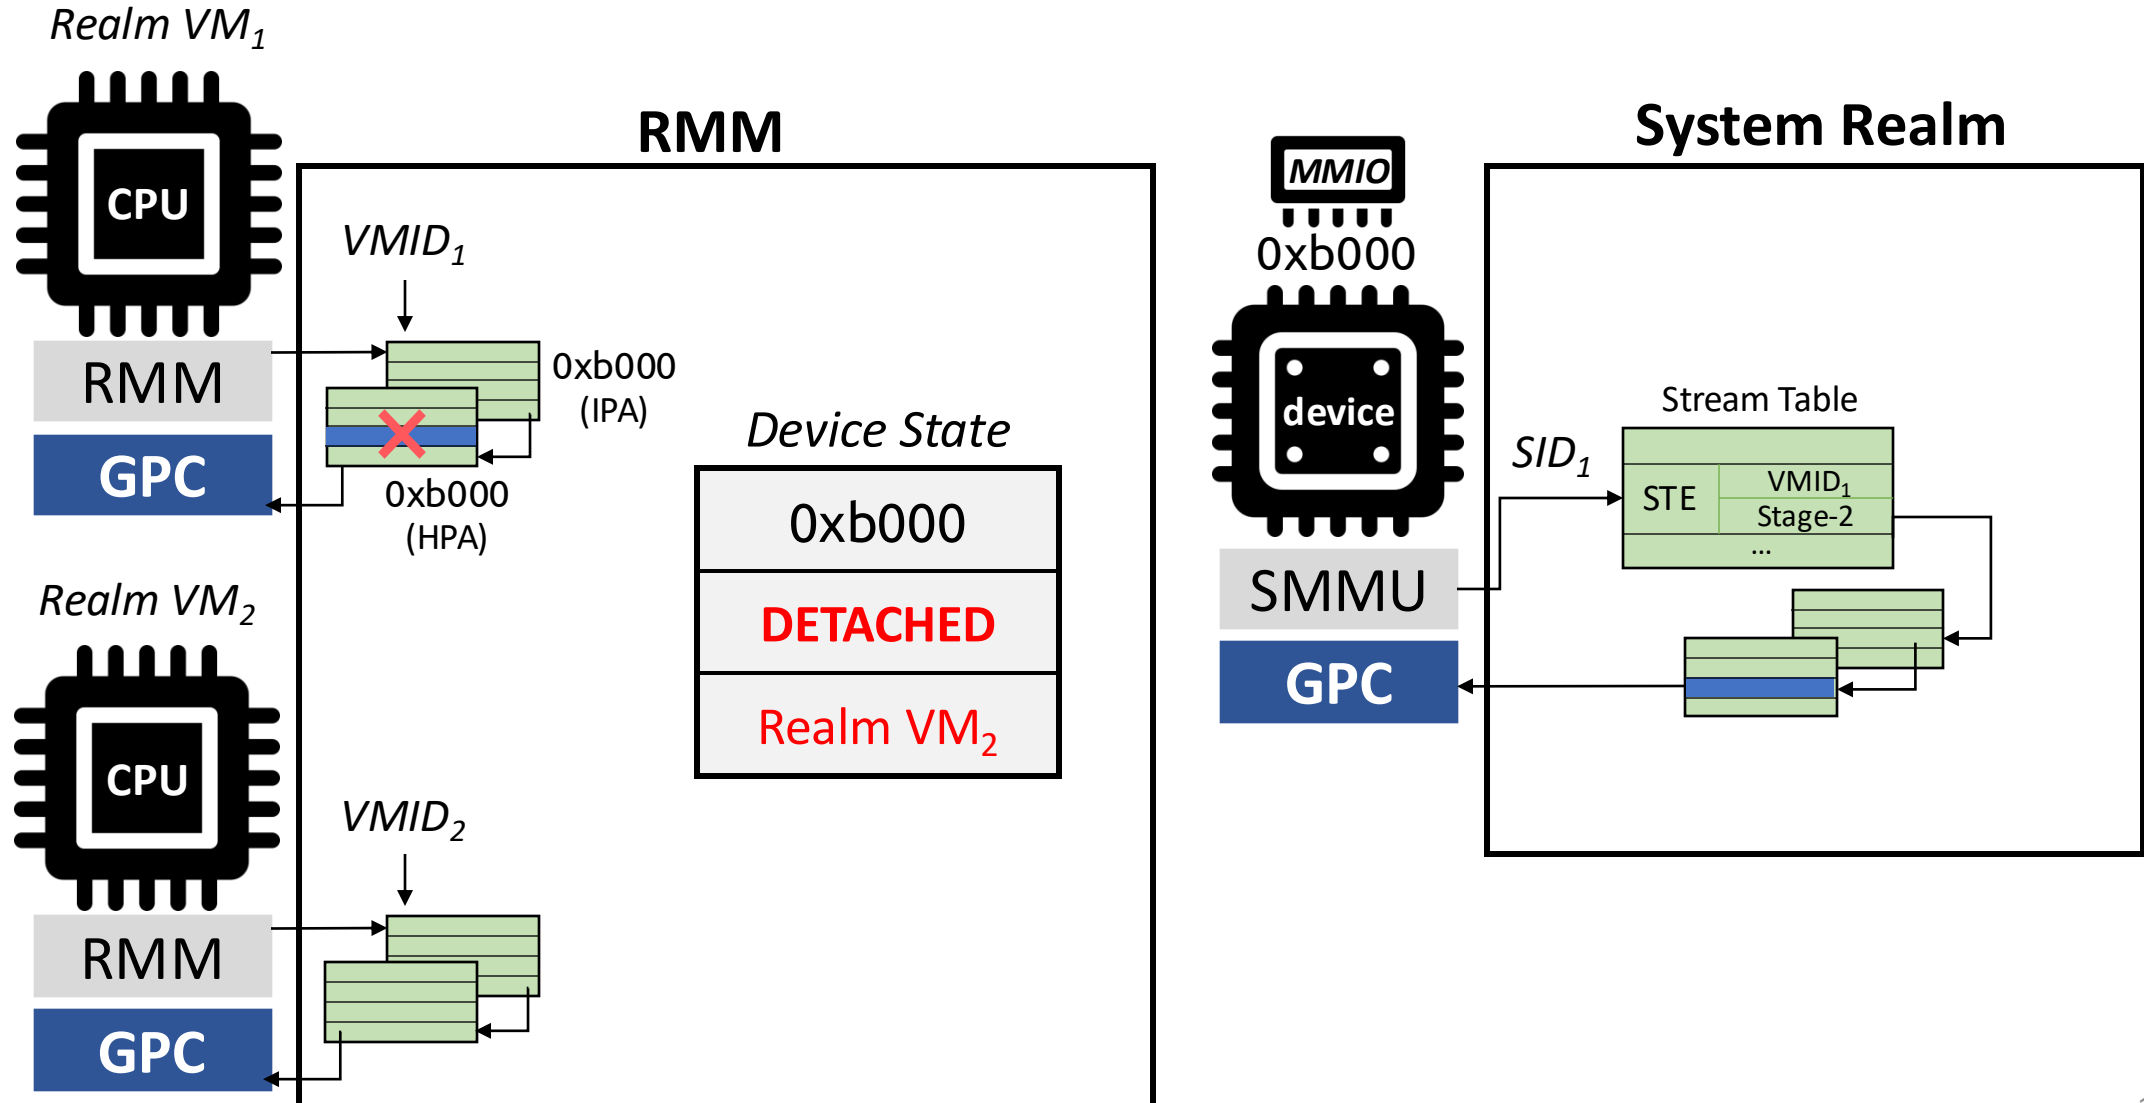 Realm VM1
CPU
RMM
GPC
Realm VM2
CPU
RMM
GPC
RMM
VMID1
0xb000
(IPA)
0xb000
(HPA)
VMID2
Device State
0xb000
DETACHED
Realm VM2
MMIO
0xb000
device
SMMU
GPC
System Realm
Stream Table
SID1
STE
VMID1
Stage-2
...